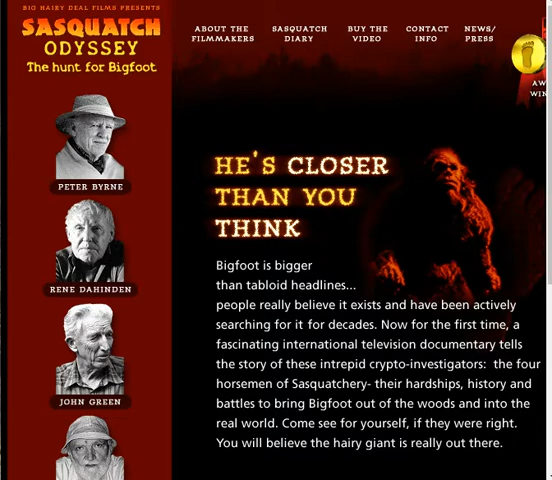 BIG HAIRY DEAL FILMS PRESENTS
SASQUATCH
ODYSSEY
The hunt for Bigfoot
ABOUT THE
FILMMAKERS
SASQUATCH
DIARY
BUY THE
VIDEO
CONTACT
INFO
NEWS/
PRESS
AW
WIN
PETER BYRNE
RENE DAHINDEN
JOHN GREEN
HE'S CLOSER
THAN YOU
THINK
Bigfoot is bigger
than tabloid headlines...
people really believe it exists and have been actively
searching for it for decades. Now for the first time, a
fascinating international television documentary tells
the story of these intrepid crypto-investigators: the four
horsemen of Sasquatchery- their hardships, history and
battles to bring Bigfoot out of the woods and into the
real world. Come see for yourself, if they were right.
You will believe the hairy giant is really out there.